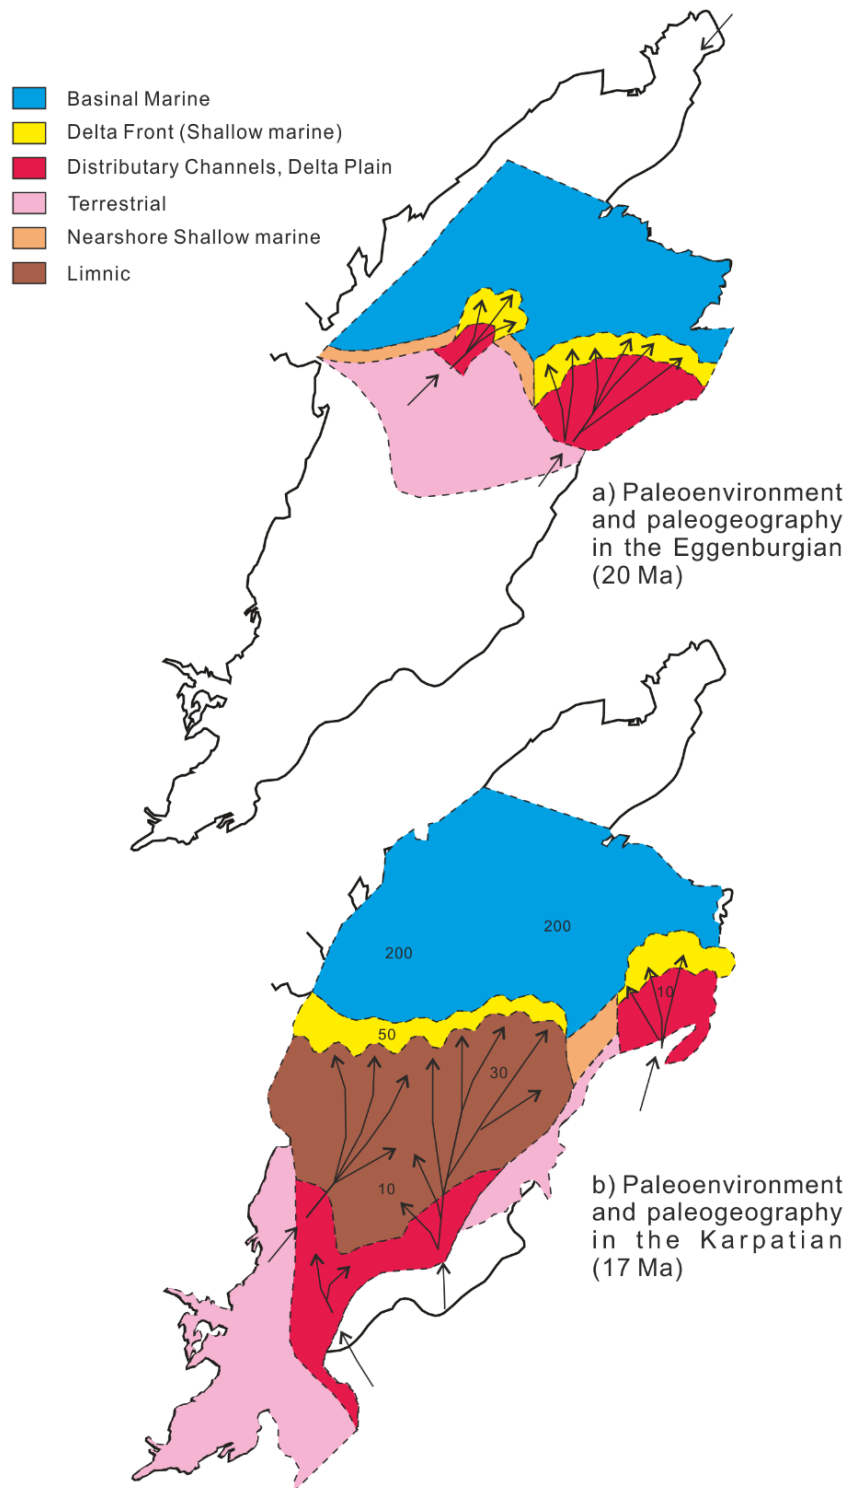 Basinal Marine
Delta Front (Shallow marine)
Distributary Channels, Delta Plain
Terrestrial
Nearshore Shallow marine
Limnic
a) Paleoenvironment
and paleogeography
in the Eggenburgian
(20 Ma)
200
200
10
50
30
10
b) Paleoenvironment
and paleogeography
in the Karpatian
(17 Ma)